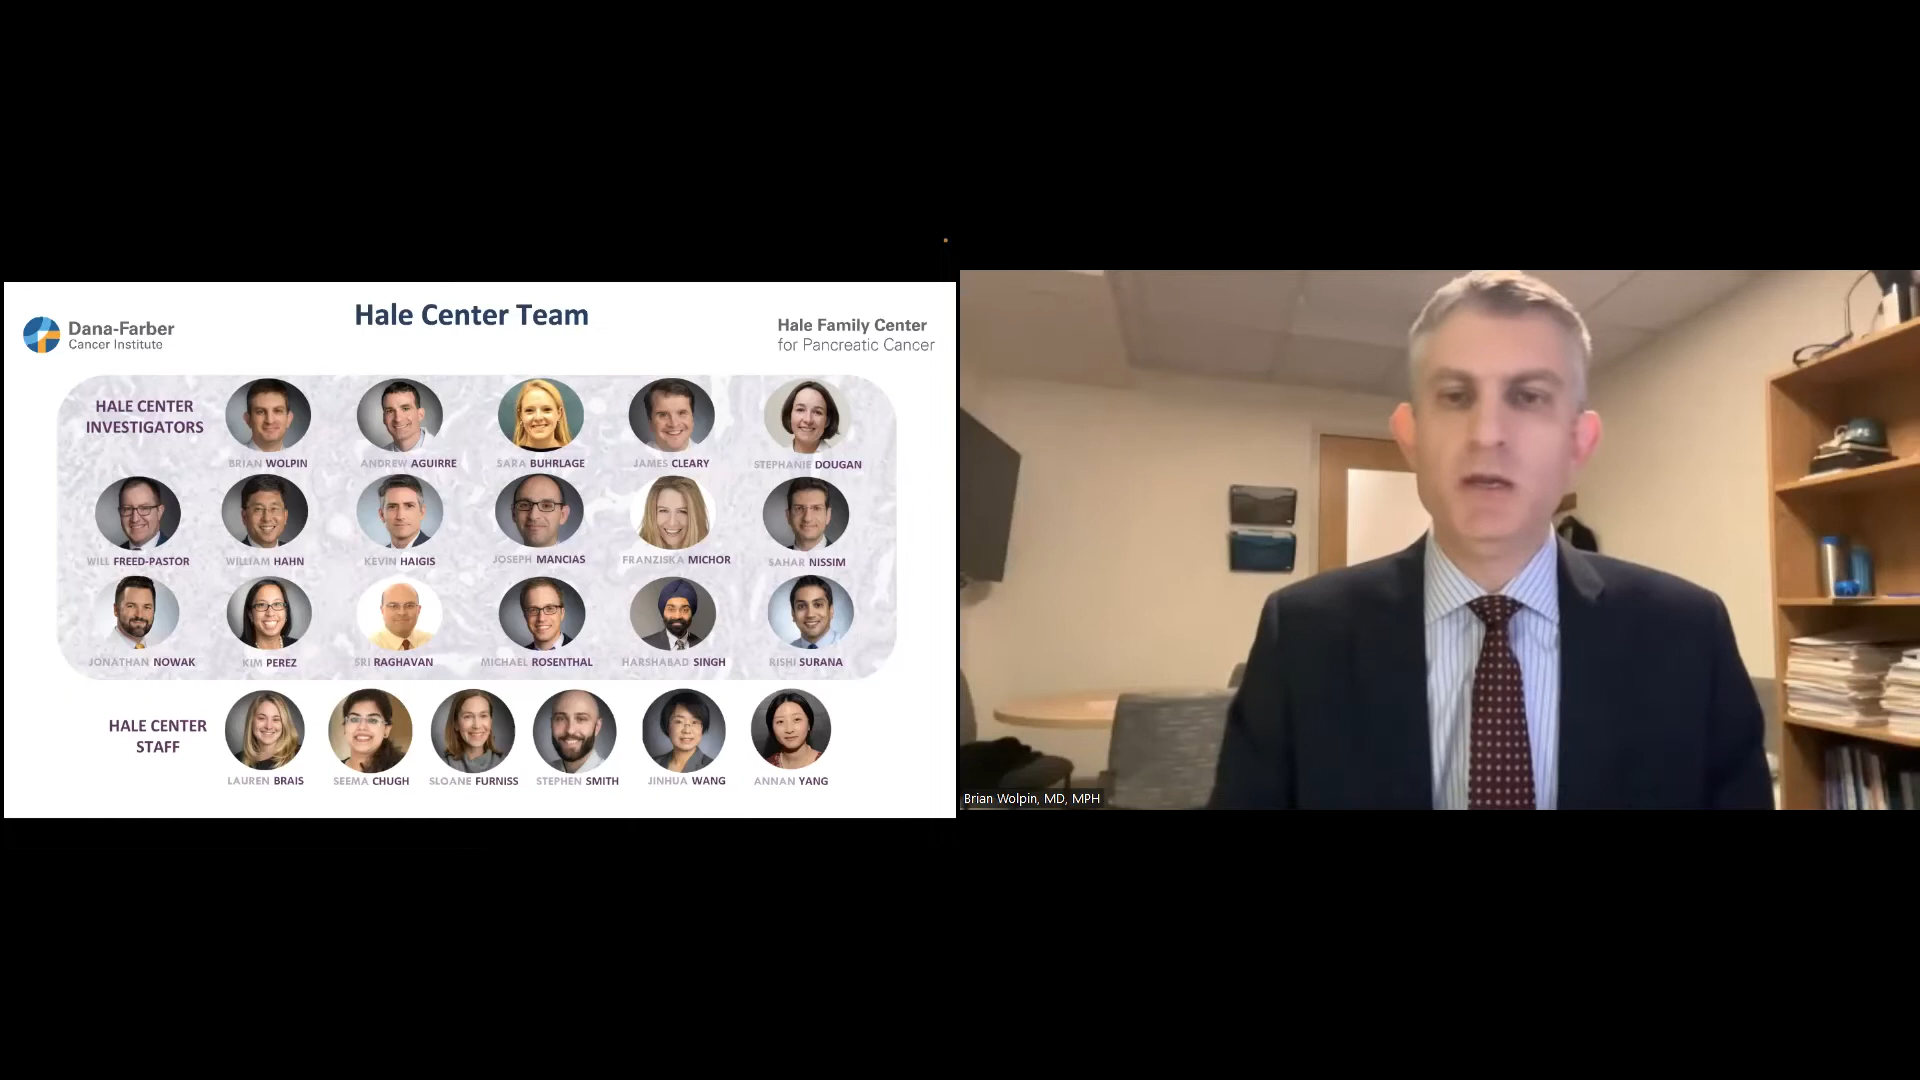 Hale Center Team
Dana-Farber
Cancer Institute
Hale Family Center
for Pancreatic Cancer
HALE CENTER
INVESTIGATORS
BRIAN WOLPIN
ANDREW AGUIRRE
SARA BUHRLAGE
JAMES CLEARY
STEPHANIE DOUGAN
WILL FREED-PASTOR
WILLIAM HAHN
KEVIN HAIGIS
JOSEPH MANCIAS
FRANZISKA MICHOR
SAHAR NISSIM
JONATHAN NOWAK
KIM PEREZ
SRI RAGHAVAN
MICHAEL ROSENTHAL
HARSHABAD SINGH
RISHI SURANA
HALE CENTER
STAFF
LAUREN BRAIS
SEEMA CHUGH
SLOANE FURNISS
STEPHEN SMITH
JINHUA WANG
ANNAN YANG
Brian Wolpin, MD, MPH